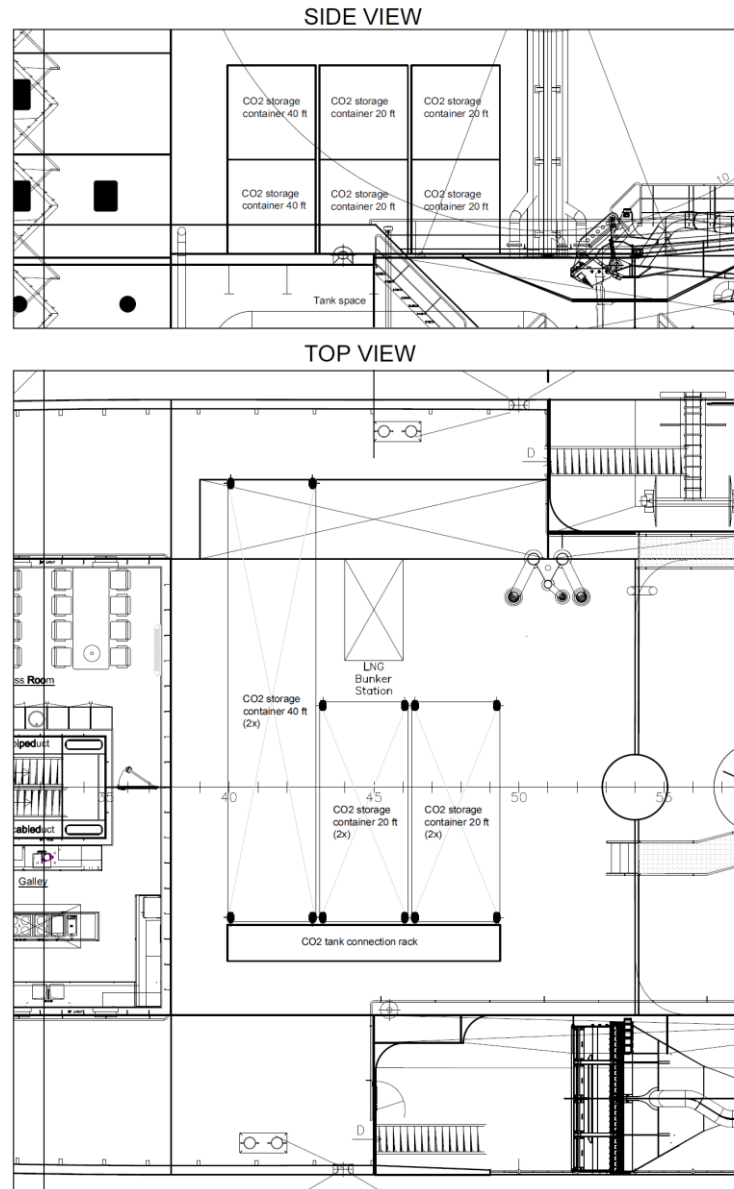 SIDE VIEW
CO2 storage
container 40 ft
CO2 storage
container 20 ft
CO2 storage
container 20 ft
CO2 storage
container 40 ft
CO2 storage
container 20 ft
CO2 storage
container 20 ft
10
Tank space
TOP VIEW
D
ss Room
LNG
Bunker
Station
CO2 storage
container 40 ft
(2x)
pipeduct
35
40
45
50
55
CO2 storage
container 20 ft
(2x)
CO2 storage
container 20 ft
(2x)
cableduct
Galley
CO2 tank connection rack
D